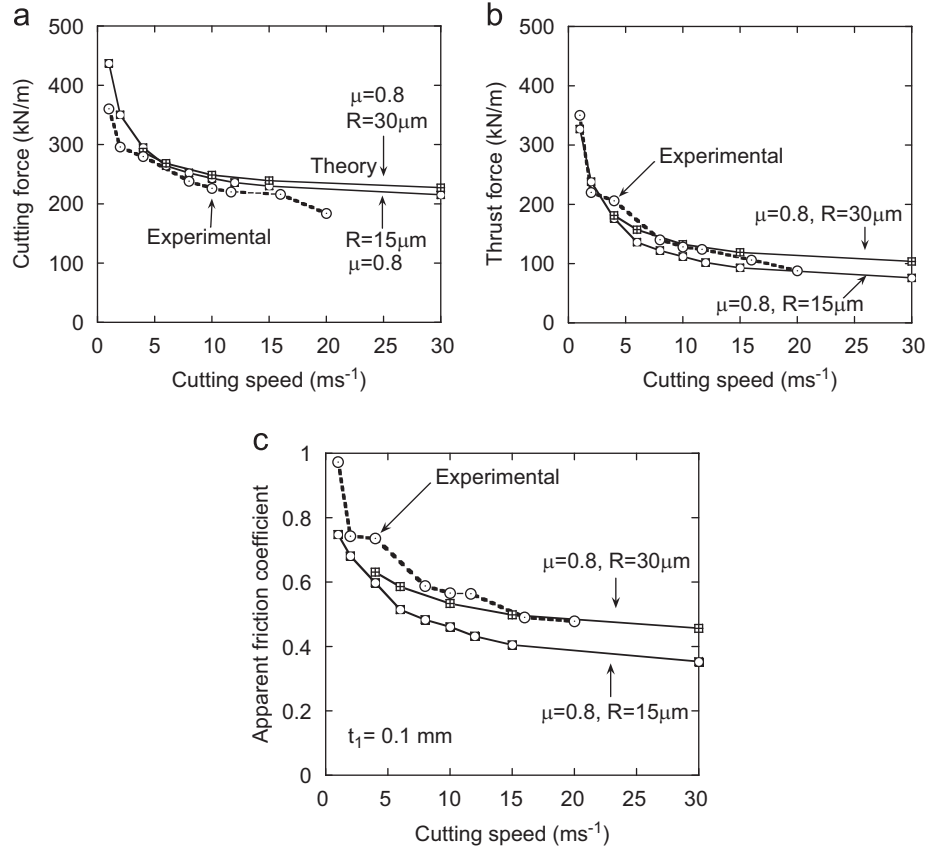 a
500
400
300
200
100
0
Cutting force (kN/m)
μ=0.8
R=30μm
Theory
Experimental
R=15μm
μ=0.8
0 5 10 15 20 25 30
Cutting speed (ms⁻¹)
b
500
400
300
200
100
0
Thrust force (kN/m)
Experimental
μ=0.8, R=30μm
μ=0.8, R=15μm
0 5 10 15 20 25 30
Cutting speed (ms⁻¹)
c
1
0.8
0.6
0.4
0.2
0
Apparent friction coefficient
Experimental
μ=0.8, R=30μm
μ=0.8, R=15μm
t₁= 0.1 mm
0 5 10 15 20 25 30
Cutting speed (ms⁻¹)